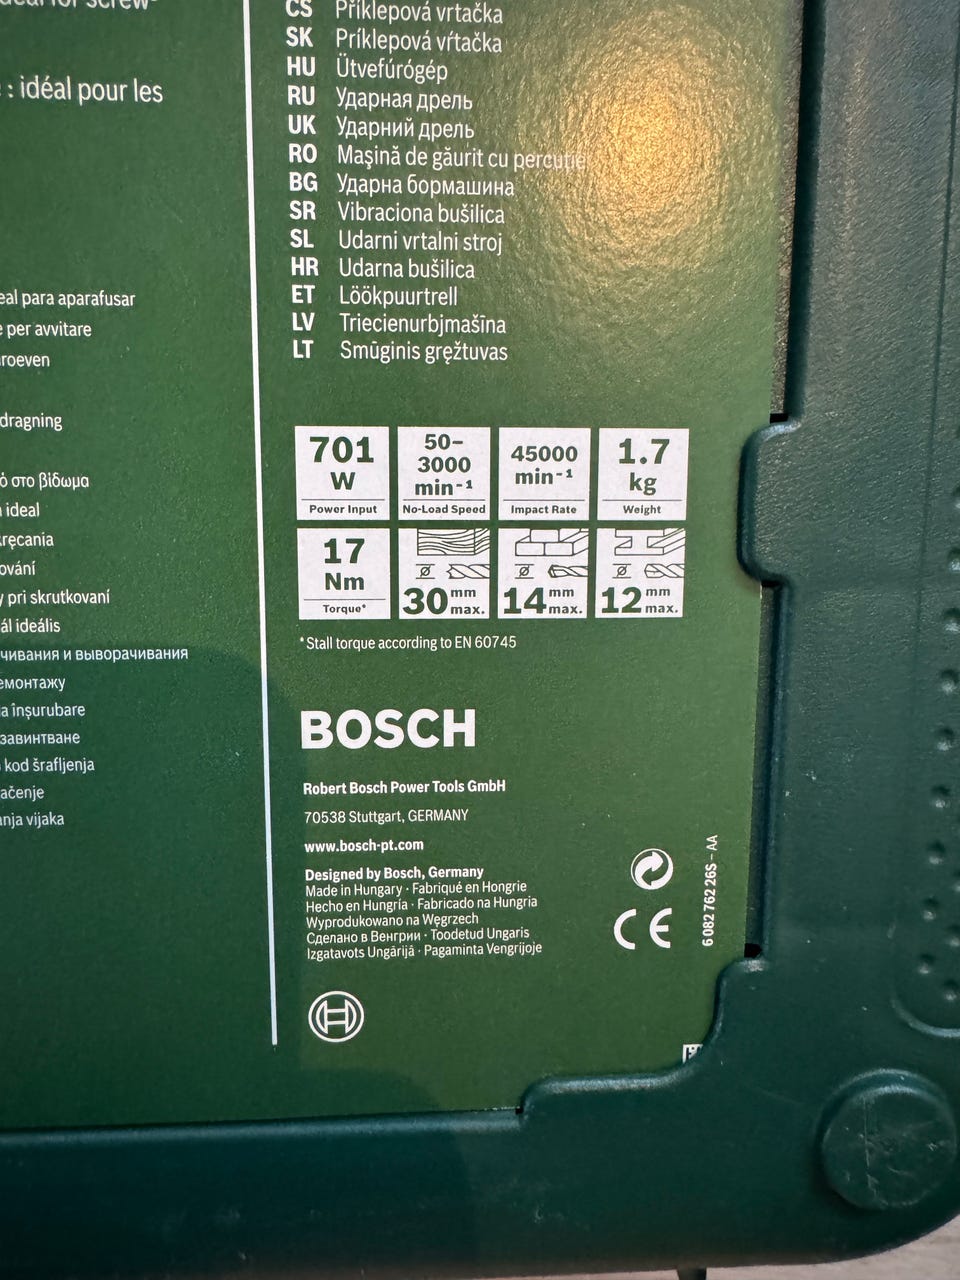 : idéal pour les
eal para aparafusar
e per avvitare
roeven
dragning
ό στο βίδωμα
ideal
kręcania
ování
y pri skrutkovaní
ál ideális
чивания и выворачивания
емонтажу
a înșurubare
завинтване
kod šrafljenja
ačenje
anja vijaka
CS Příklepová vrtačka
SK Príklepová vŕtačka
HU Ütvefúrógép
RU Ударная дрель
UK Ударний дрель
RO Maşină de găurit cu percuție
BG Ударна бормашина
SR Vibraciona bušilica
SL Udarni vrtalni stroj
HR Udarna bušilica
ET Löökpuurtrell
LV Triecienurbjmašīna
LT Smūginis gręžtuvas
701 W Power Input
50–3000 min⁻¹ No-Load Speed
45000 min⁻¹ Impact Rate
1.7 kg Weight
17 Nm Torque*
Ø 30 mm max.
Ø 14 mm max.
Ø 12 mm max.
*Stall torque according to EN 60745
BOSCH
Robert Bosch Power Tools GmbH
70538 Stuttgart, GERMANY
www.bosch-pt.com
Designed by Bosch, Germany
Made in Hungary · Fabriqué en Hongrie
Hecho en Hungría · Fabricado na Hungria
Wyprodukowano na Węgrzech
Сделано в Венгрии · Toodetud Ungaris
Izgatavots Ungārijā · Pagaminta Vengrijoje
CE
6 082 762 26S – AA